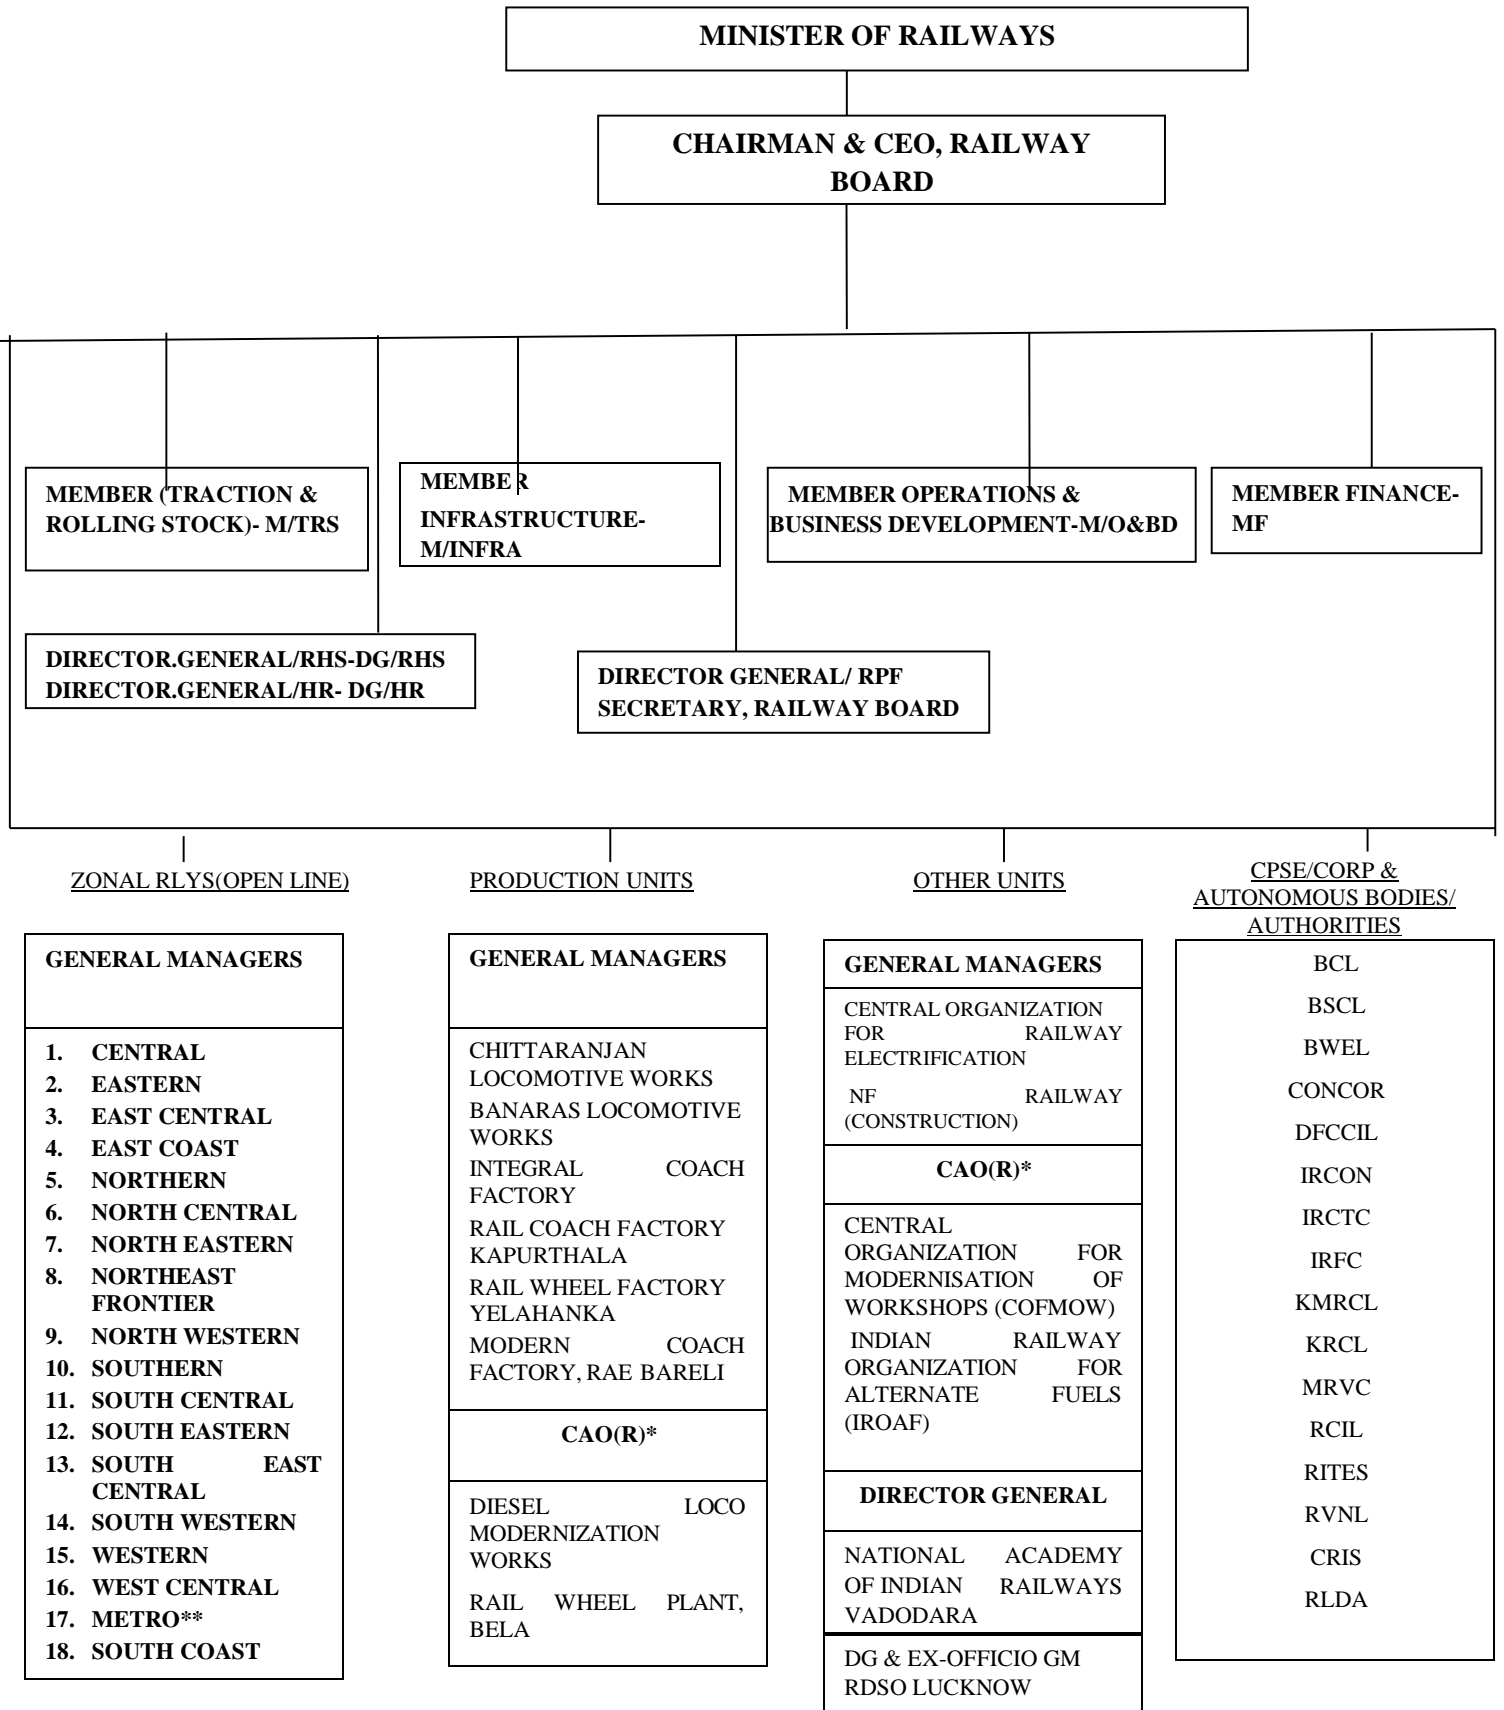 MINISTER OF RAILWAYS
CHAIRMAN & CEO, RAILWAY
BOARD
MEMBER (TRACTION &
ROLLING STOCK)- M/TRS
MEMBER
INFRASTRUCTURE-
M/INFRA
MEMBER OPERATIONS &
BUSINESS DEVELOPMENT-M/O&BD
MEMBER FINANCE-
MF
DIRECTOR.GENERAL/RHS-DG/RHS
DIRECTOR.GENERAL/HR- DG/HR
DIRECTOR GENERAL/ RPF
SECRETARY, RAILWAY BOARD
ZONAL RLYS(OPEN LINE)
GENERAL MANAGERS
1. CENTRAL
2. EASTERN
3. EAST CENTRAL
4. EAST COAST
5. NORTHERN
6. NORTH CENTRAL
7. NORTH EASTERN
8. NORTHEAST
FRONTIER
9. NORTH WESTERN
10. SOUTHERN
11. SOUTH CENTRAL
12. SOUTH EASTERN
13. SOUTH EAST
CENTRAL
14. SOUTH WESTERN
15. WESTERN
16. WEST CENTRAL
17. METRO**
18. SOUTH COAST
PRODUCTION UNITS
GENERAL MANAGERS
CHITTARANJAN
LOCOMOTIVE WORKS
BANARAS LOCOMOTIVE
WORKS
INTEGRAL COACH
FACTORY
RAIL COACH FACTORY
KAPURTHALA
RAIL WHEEL FACTORY
YELAHANKA
MODERN COACH
FACTORY, RAE BARELI
CAO(R)*
DIESEL LOCO
MODERNIZATION
WORKS
RAIL WHEEL PLANT,
BELA
OTHER UNITS
GENERAL MANAGERS
CENTRAL ORGANIZATION
FOR RAILWAY
ELECTRIFICATION
NF RAILWAY
(CONSTRUCTION)
CAO(R)*
CENTRAL
ORGANIZATION FOR
MODERNISATION OF
WORKSHOPS (COFMOW)
INDIAN RAILWAY
ORGANIZATION FOR
ALTERNATE FUELS
(IROAF)
DIRECTOR GENERAL
NATIONAL ACADEMY
OF INDIAN RAILWAYS
VADODARA
DG & EX-OFFICIO GM
RDSO LUCKNOW
CPSE/CORP &
AUTONOMOUS BODIES/
AUTHORITIES
BCL
BSCL
BWEL
CONCOR
DFCCIL
IRCON
IRCTC
IRFC
KMRCL
KRCL
MRVC
RCIL
RITES
RVNL
CRIS
RLDA